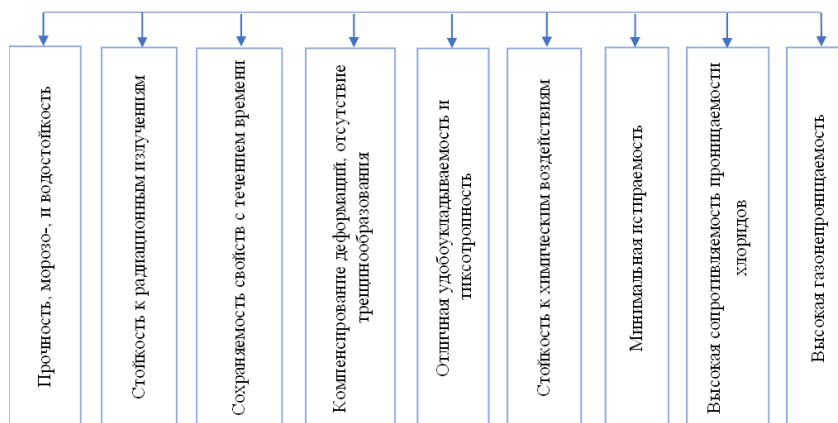 Прочность, морозо-, и водостойкость
Стойкость к радиационным излучениям
Сохраняемость свойств с течением времени
Компенспрование деформаций, отсутствие
трещинообразования
Отличная удобоукладываемость и
тиксотропность
Стойкость к химическим воздействиям
Минимальная истираемость
Высокая сопротивляемость проницаемости
хлоридов
Высокая газонепроницаемость